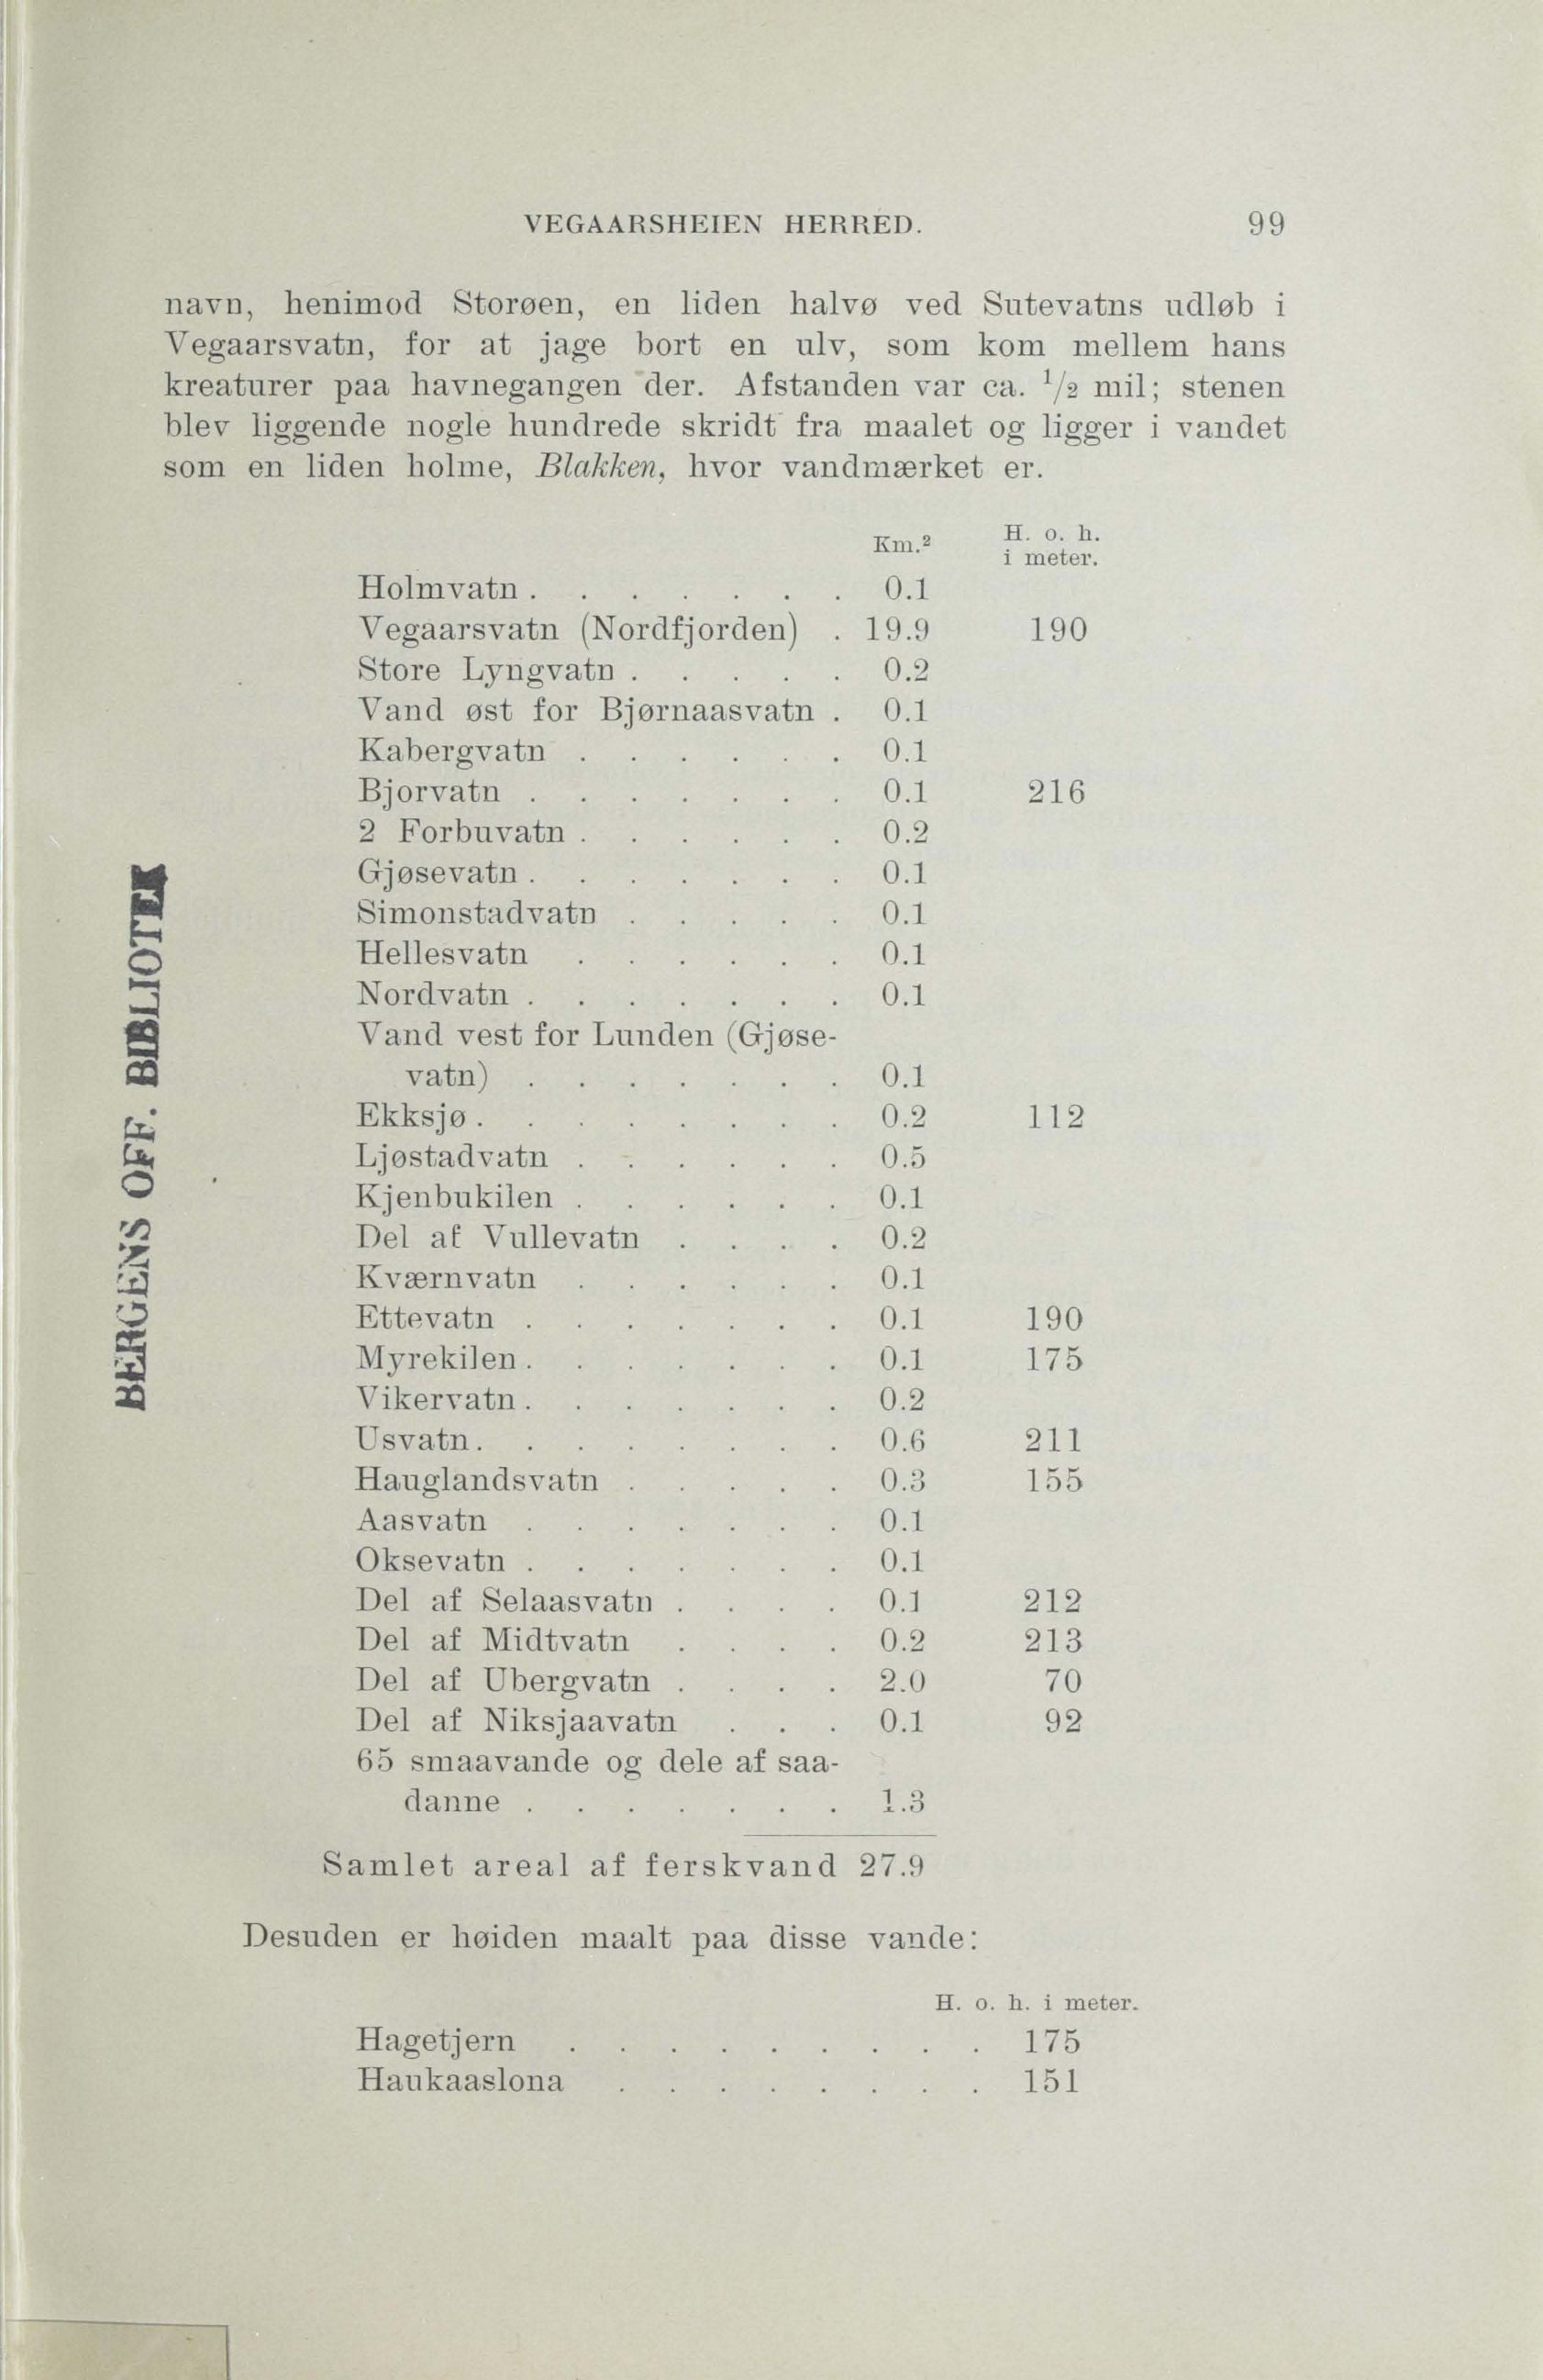 VEGAARSHEIEN HERRED. 99
navn, henimod Storøen, en liden halvø ved Sutevatns udløb i
Vegaarsvatn, for at jage bort en ulv, som kom mellem hans
kreaturer paa havnegangen der. Afstanden var ca. ¹/₂ mil; stenen
blev liggende nogle hundrede skridt fra maalet og ligger i vandet
som en liden holme, Blakken, hvor vandmærket er.
Km.² H. o. h.
i meter.
Holmvatn . . . . . . . 0.1
Vegaarsvatn (Nordfjorden) . 19.9 190
Store Lyngvatn . . . . . 0.2
Vand øst for Bjørnaasvatn . 0.1
Kabergvatn . . . . . . 0.1
Bjorvatn . . . . . . . 0.1 216
2 Forbuvatn . . . . . . 0.2
Gjøsevatn . . . . . . . 0.1
Simonstadvatn . . . . . 0.1
Hellesvatn . . . . . . 0.1
Nordvatn . . . . . . . 0.1
Vand vest for Lunden (Gjøse-
vatn) . . . . . . . 0.1
Ekksjø . . . . . . . . 0.2 112
Ljøstadvatn . . . . . . 0.5
Kjenbukilen . . . . . . 0.1
Del af Vullevatn . . . . 0.2
Kværnvatn . . . . . . 0.1
Ettevatn . . . . . . . 0.1 190
Myrekilen . . . . . . . 0.1 175
Vikervatn . . . . . . . 0.2
Usvatn . . . . . . . . 0.6 211
Hauglandsvatn . . . . . 0.3 155
Aasvatn . . . . . . . 0.1
Oksevatn . . . . . . . 0.1
Del af Selaasvatn . . . . 0.1 212
Del af Midtvatn . . . . 0.2 213
Del af Ubergvatn . . . . 2.0 70
Del af Niksjaavatn . . . 0.1 92
65 smaavande og dele af saa-
danne . . . . . . . 1.3
Samlet areal af ferskvand 27.9
Desuden er høiden maalt paa disse vande:
H. o. h. i meter.
Hagetjern . . . . . . . . . 175
Haukaaslona . . . . . . . . 151
BERGENS OFF. BIBLIOTEK